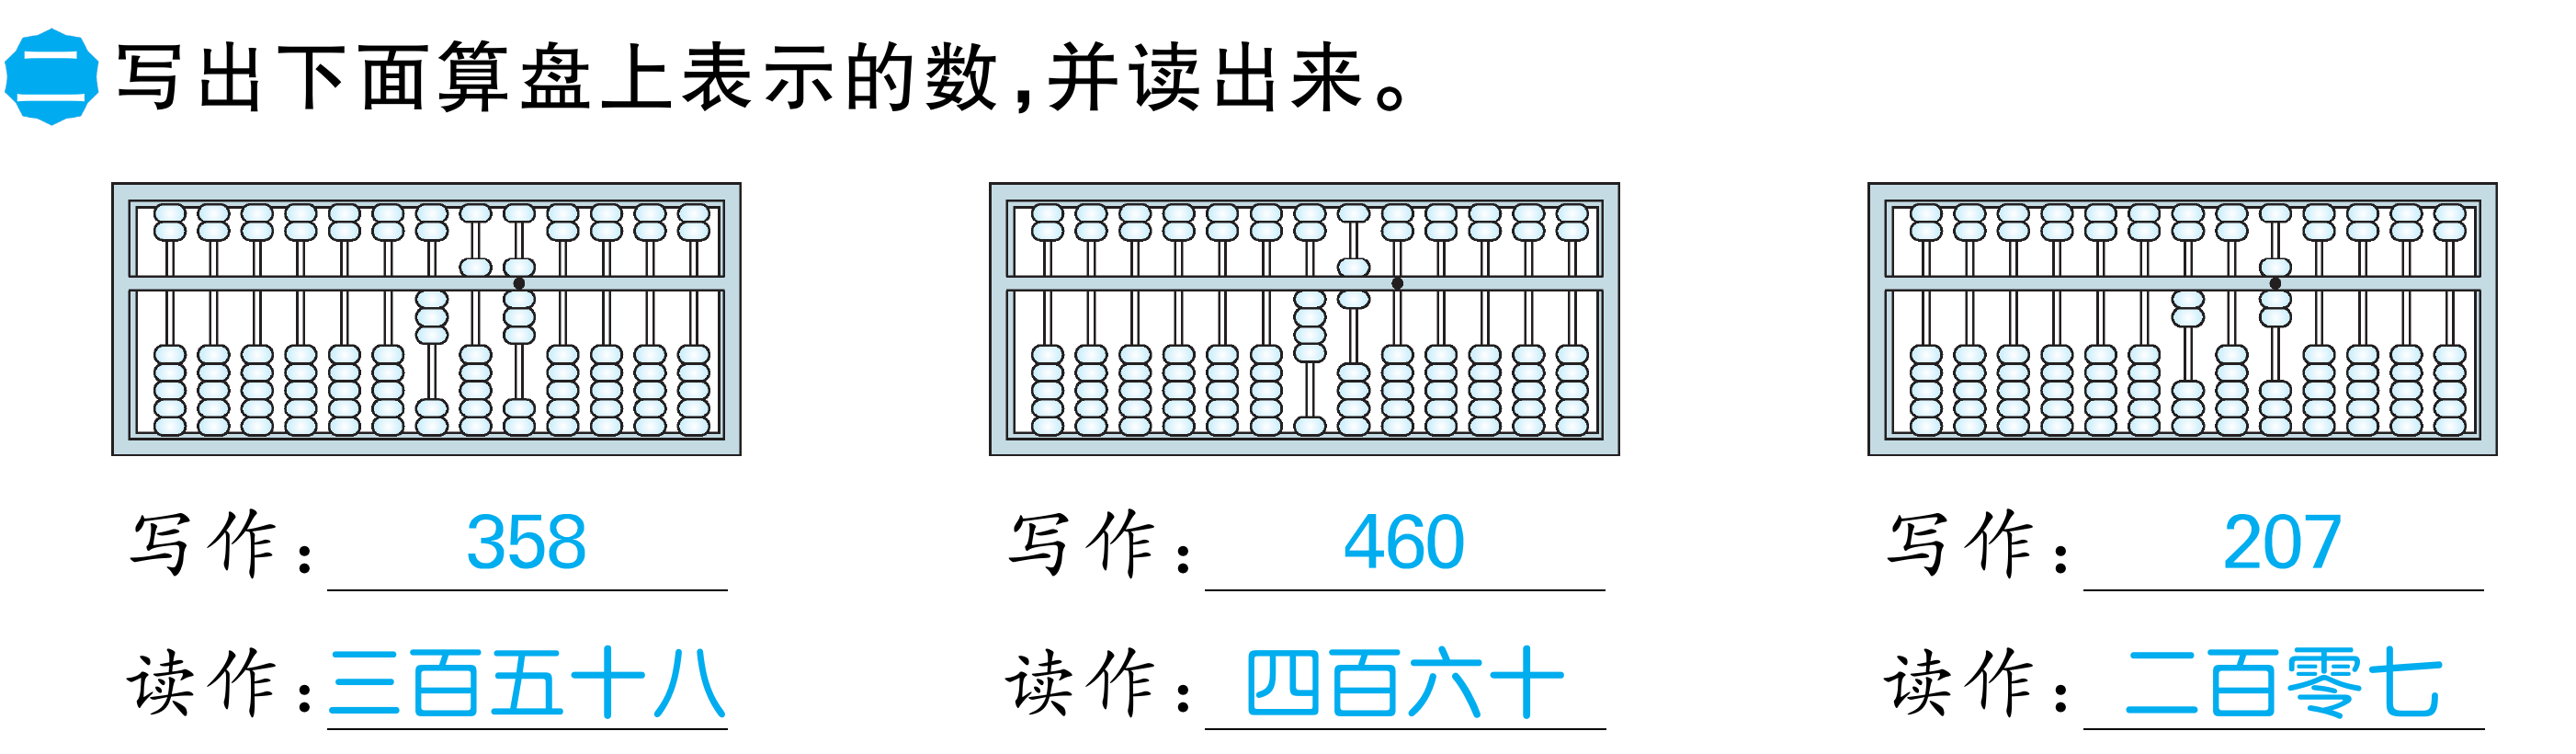 二 写出下面算盘上表示的数,并读出来。
写作: 358 写作: 460 写作: 207
读作: 三百五十八 读作: 四百六十 读作: 二百零七